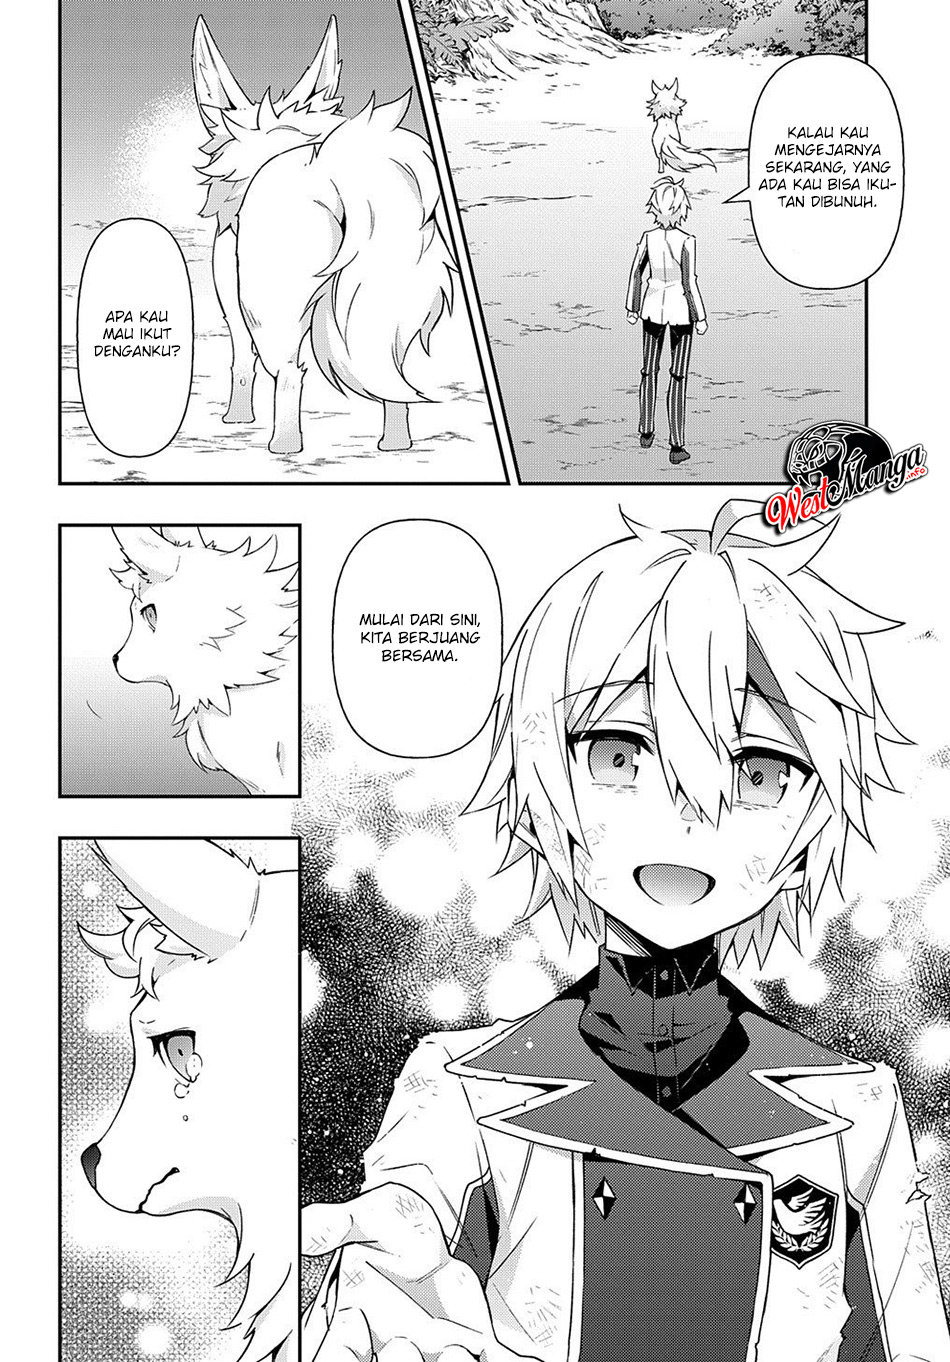 KALAU KAU
MENGEJARNYA
SEKARANG, YANG
ADA KAU BISA IKU-
TAN DIBUNUH.
APA KAU
MAU IKUT
DENGANKU?
WestManga
.info
MULAI DARI SINI,
KITA BERJUANG
BERSAMA.